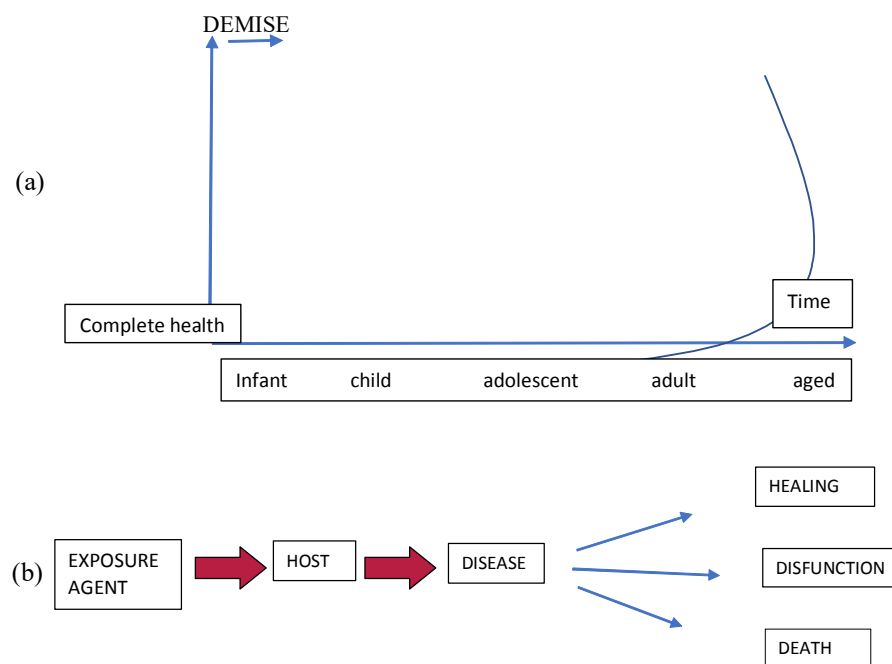 DEMISE
(a)
Complete health
Time
Infant child adolescent adult aged
(b)
EXPOSURE
AGENT
HOST
DISEASE
HEALING
DISFUNCTION
DEATH